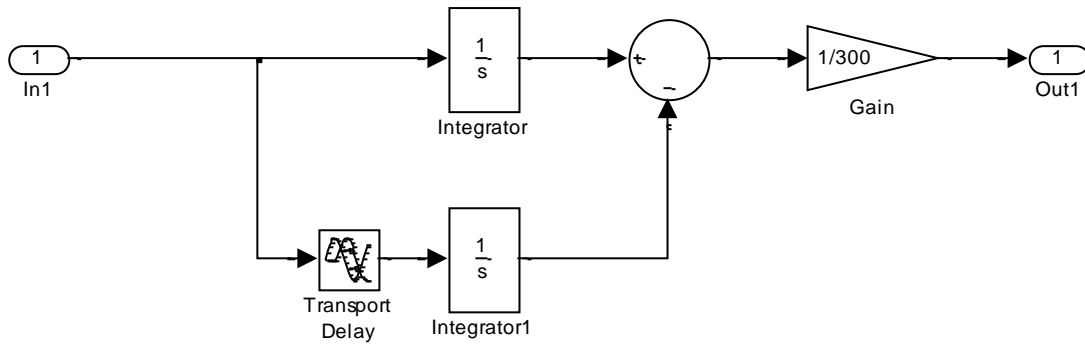 1
In1
1
s
Integrator
+
−
1/300
Gain
1
Out1
Transport
Delay
1
s
Integrator1